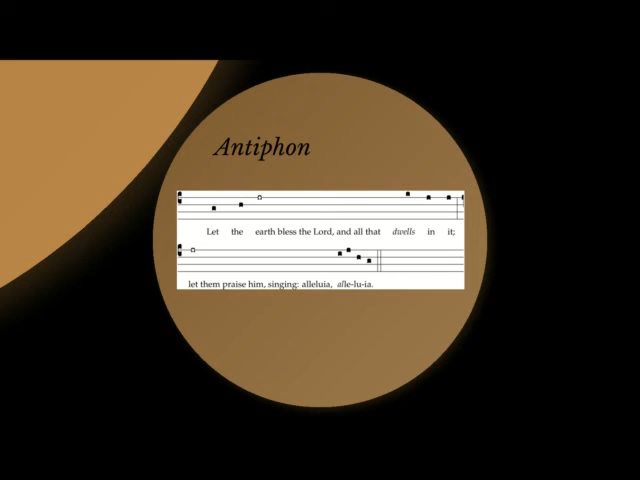 Antiphon
Let the earth bless the Lord, and all that dwells in it;
let them praise him, singing: alleluia, alle-lu-ia.